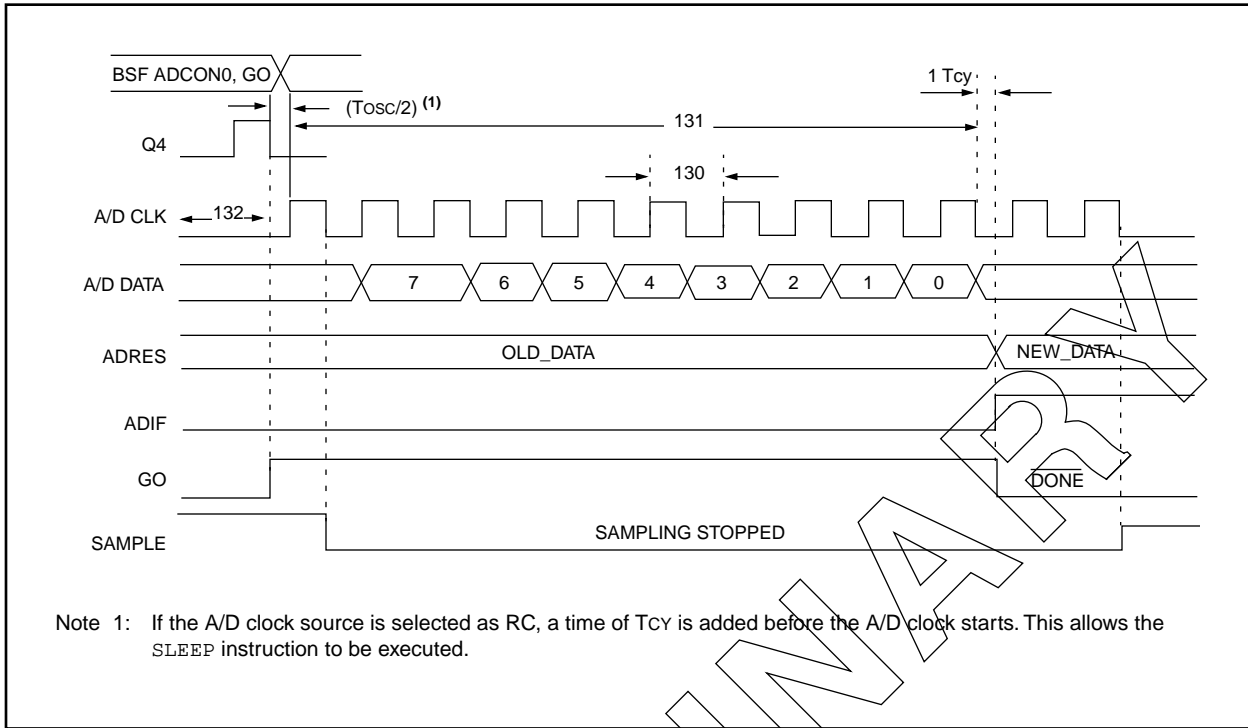 BSF ADCON0, GO
(TOSC/2) (1)
1 Tcy
131
Q4
130
A/D CLK
132
A/D DATA
7 6 5 4 3 2 1 0
ADRES
OLD_DATA
NEW_DATA
ADIF
GO
DONE
SAMPLE
SAMPLING STOPPED
Note 1: If the A/D clock source is selected as RC, a time of TCY is added before the A/D clock starts. This allows the
SLEEP instruction to be executed.
INARY